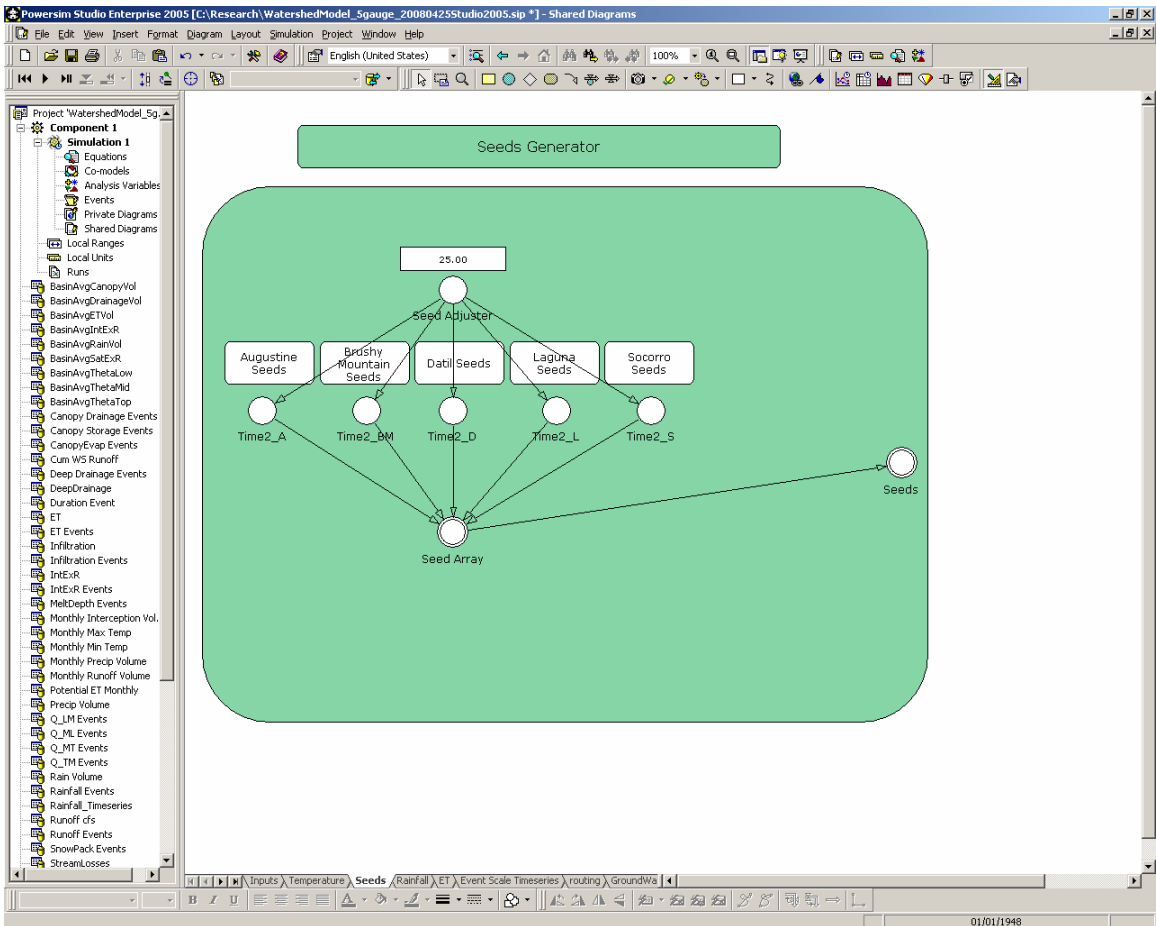 Powersim Studio Enterprise 2005 [C:\Research\WatershedModel_5gauge_20080425Studio2005.sip *] - Shared Diagrams
File Edit View Insert Format Diagram Layout Simulation Project Window Help
English (United States)
100%
Project 'WatershedModel_5g.
Component 1
Simulation 1
Equations
Co-models
Analysis Variables
Events
Private Diagrams
Shared Diagrams
Local Ranges
Local Units
Runs
BasinAvgCanopyVol
BasinAvgDrainageVol
BasinAvgETVol
BasinAvgIntExR
BasinAvgRainVol
BasinAvgSatExR
BasinAvgThetaLow
BasinAvgThetaMid
BasinAvgThetaTop
Canopy Drainage Events
Canopy Storage Events
CanopyEvap Events
Cum WS Runoff
Deep Drainage Events
DeepDrainage
Duration Event
ET
ET Events
Infiltration
Infiltration Events
IntExR
IntExR Events
MeltDepth Events
Monthly Interception Vol.
Monthly Max Temp
Monthly Min Temp
Monthly Precip Volume
Monthly Runoff Volume
Potential ET Monthly
Precip Volume
Q_LM Events
Q_ML Events
Q_MT Events
Q_TM Events
Rain Volume
Rainfall Events
Rainfall_Timeseries
Runoff cfs
Runoff Events
SnowPack Events
StreamLosses
Seeds Generator
25.00
Seed Adjuster
Augustine
Seeds
Brushy
Mountain
Seeds
Datil Seeds
Laguna
Seeds
Socorro
Seeds
Time2_A
Time2_BM
Time2_D
Time2_L
Time2_S
Seeds
Seed Array
Inputs Temperature Seeds Rainfall ET Event Scale Timeseries routing GroundWa
B I U
01/01/1948